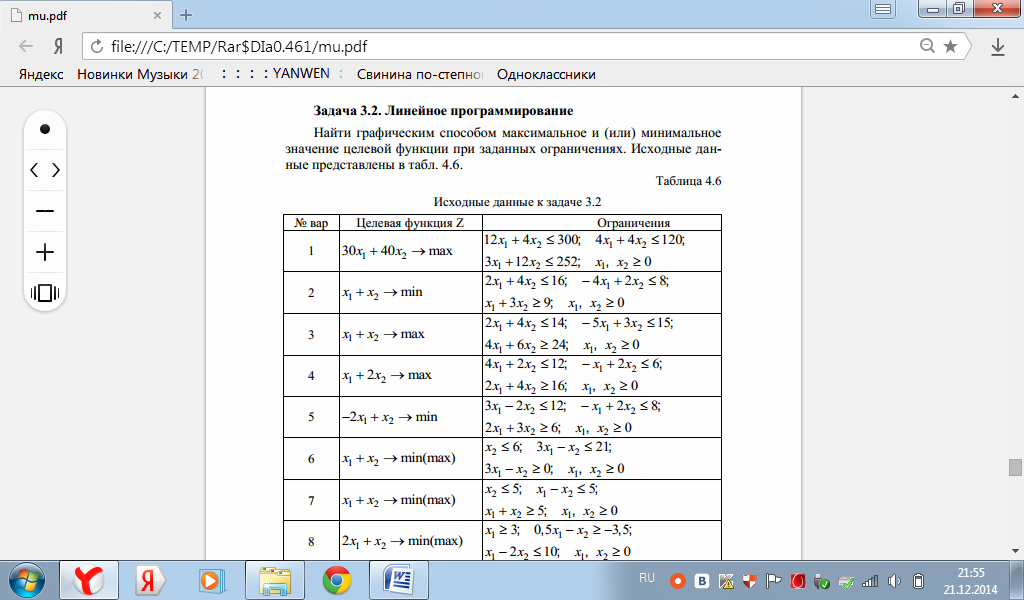 mu.pdf
file:///C:/TEMP/Rar$DIa0.461/mu.pdf
Яндекс Новинки Музыки 20 : : : : YANWEN : Свинина по-степно Одноклассники
Задача 3.2. Линейное программирование
Найти графическим способом максимальное и (или) минимальное
значение целевой функции при заданных ограничениях. Исходные дан-
ные представлены в табл. 4.6.
Таблица 4.6
Исходные данные к задаче 3.2
№ вар Целевая функция Z Ограничения
1 30x₁ + 40x₂ → max 12x₁ + 4x₂ ≤ 300; 4x₁ + 4x₂ ≤ 120;
3x₁ + 12x₂ ≤ 252; x₁, x₂ ≥ 0
2 x₁ + x₂ → min 2x₁ + 4x₂ ≤ 16; − 4x₁ + 2x₂ ≤ 8;
x₁ + 3x₂ ≥ 9; x₁, x₂ ≥ 0
3 x₁ + x₂ → max 2x₁ + 4x₂ ≤ 14; − 5x₁ + 3x₂ ≤ 15;
4x₁ + 6x₂ ≥ 24; x₁, x₂ ≥ 0
4 x₁ + 2x₂ → max 4x₁ + 2x₂ ≤ 12; − x₁ + 2x₂ ≤ 6;
2x₁ + 4x₂ ≥ 16; x₁, x₂ ≥ 0
5 −2x₁ + x₂ → min 3x₁ − 2x₂ ≤ 12; − x₁ + 2x₂ ≤ 8;
2x₁ + 3x₂ ≥ 6; x₁, x₂ ≥ 0
6 x₁ + x₂ → min(max) x₂ ≤ 6; 3x₁ − x₂ ≤ 21;
3x₁ − x₂ ≥ 0; x₁, x₂ ≥ 0
7 x₁ + x₂ → min(max) x₂ ≤ 5; x₁ − x₂ ≤ 5;
x₁ + x₂ ≥ 5; x₁, x₂ ≥ 0
8 2x₁ + x₂ → min(max) x₁ ≥ 3; 0,5x₁ − x₂ ≥ −3,5;
x₁ − 2x₂ ≤ 10; x₁, x₂ ≥ 0
RU
21:55
21.12.2014